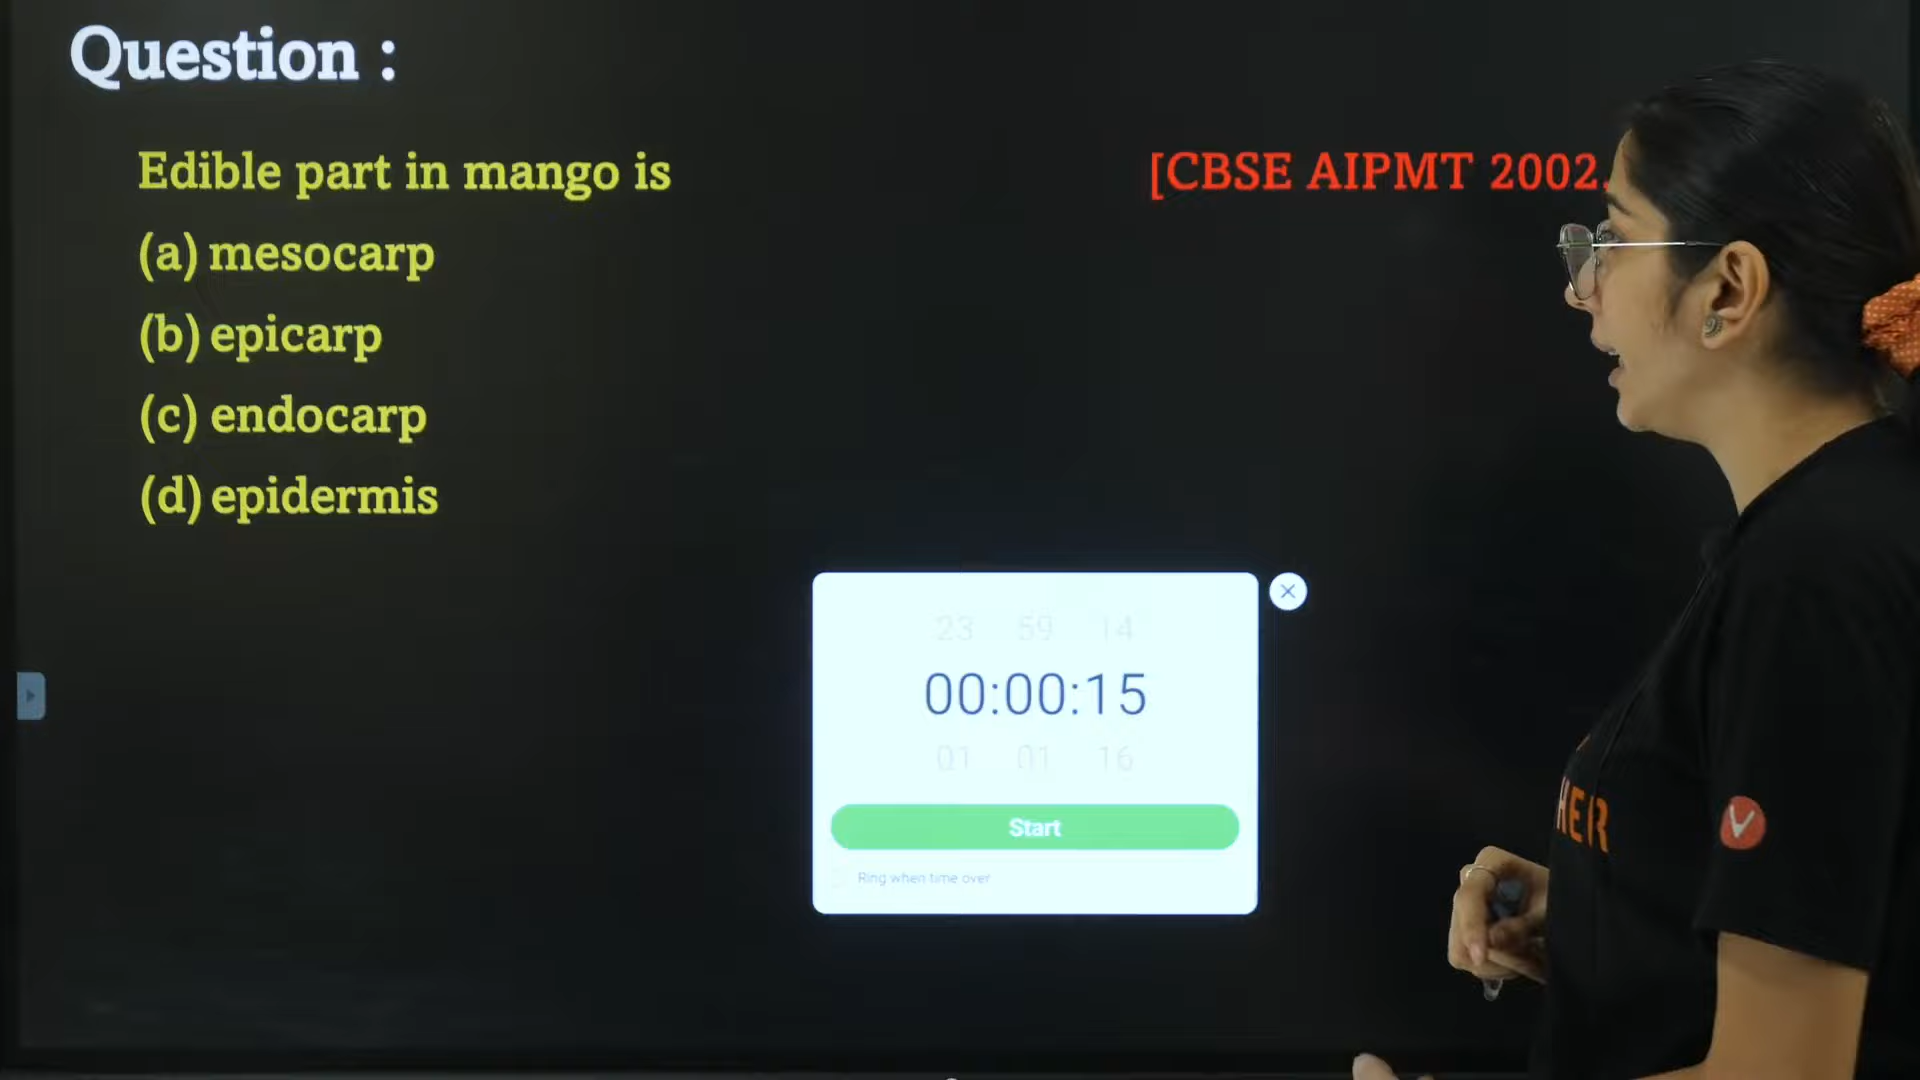 Question :
Edible part in mango is
[CBSE AIPMT 2002
(a) mesocarp
(b) epicarp
(c) endocarp
(d) epidermis
23 59 14
00:00:15
01 01 16
Start
Ring when time over